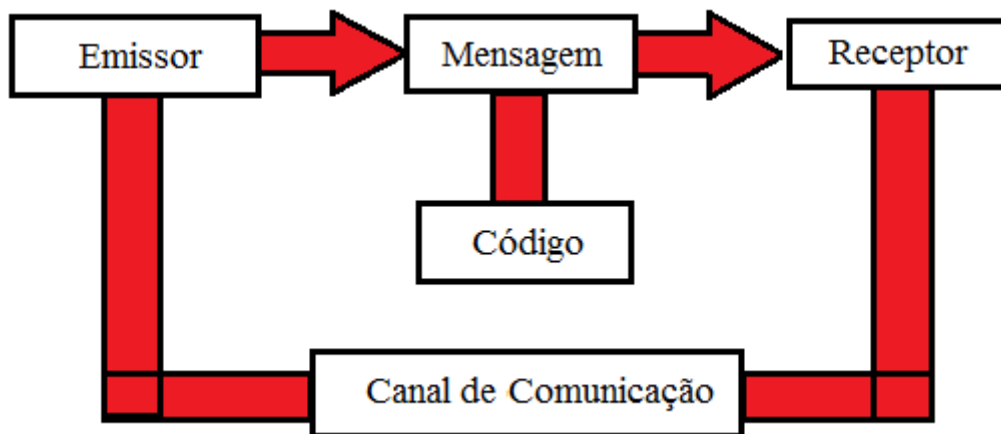 Emissor
Mensagem
Receptor
Código
Canal de Comunicação